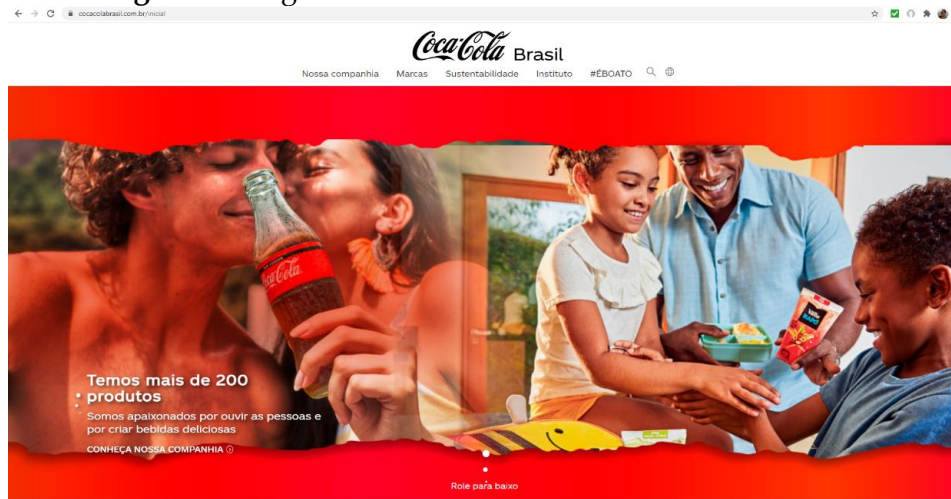 cocacolabrasil.com.br/inicial
Coca-Cola Brasil
Nossa companhia Marcas Sustentabilidade Instituto #ÉBOATO
Coca-Cola
Temos mais de 200
produtos
Somos apaixonados por ouvir as pessoas e
por criar bebidas deliciosas
CONHEÇA NOSSA COMPANHIA
Role para baixo